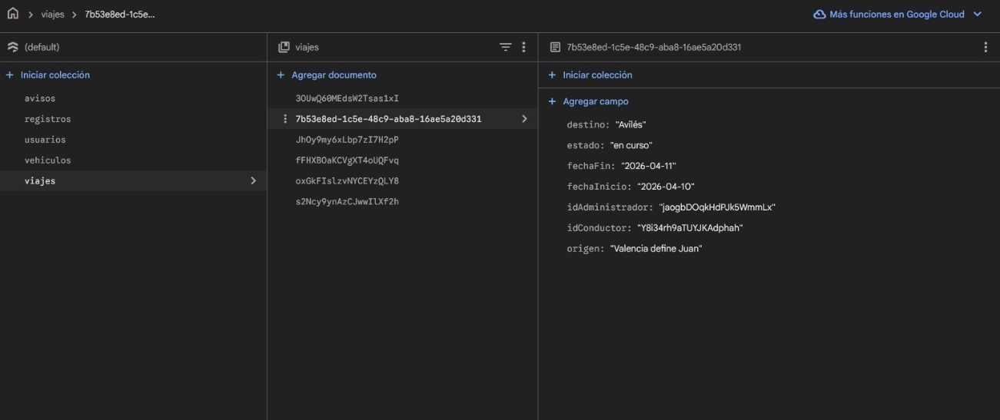 viajes
7b53e8ed-1c5e...
Más funciones en Google Cloud
(default)
viajes
7b53e8ed-1c5e-48c9-aba8-16ae5a20d331
+ Iniciar colección
+ Agregar documento
+ Iniciar colección
avisos
registros
usuarios
vehiculos
viajes
3OUwQ60MEdsW2Tsas1xI
7b53e8ed-1c5e-48c9-aba8-16ae5a20d331
JhOy9my6xLbp7zI7H2pP
fFHXBOaKCVgXT4oUQFvq
oxGkFIslzvNYCEYzQLY8
s2Ncy9ynAzCJwwIlXf2h
+ Agregar campo
destino: "Avilés"
estado: "en curso"
fechaFin: "2026-04-11"
fechaInicio: "2026-04-10"
idAdministrador: "jaogbDOqkHdPJk5WmmLx"
idConductor: "Y8i34rh9aTUYJKAdphah"
origen: "Valencia define Juan"